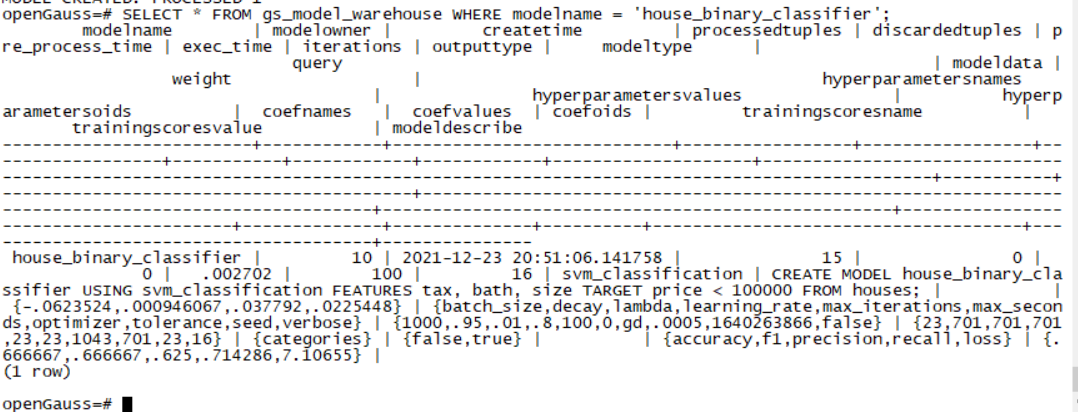 openGauss=# SELECT * FROM gs_model_warehouse WHERE modelname = 'house_binary_classifier';
modelname | modelowner | createtime | processedtuples | discardedtuples | p
re_process_time | exec_time | iterations | outputtype | modeltype |
query | modeldata |
weight | hyperparametersnames
| hyperparametersvalues | hyperp
arametersoids | coefnames | coefvalues | coefoids | trainingscoresname |
trainingscoresvalue | modeldescribe
house_binary_classifier | 10 | 2021-12-23 20:51:06.141758 | 15 | 0 |
0 | .002702 | 100 | 16 | svm_classification | CREATE MODEL house_binary_cla
ssifier USING svm_classification FEATURES tax, bath, size TARGET price < 100000 FROM houses; | |
{-.0623524,.000946067,.037792,.0225448} | {batch_size,decay,lambda,learning_rate,max_iterations,max_secon
ds,optimizer,tolerance,seed,verbose} | {1000,.95,.01,.8,100,0,gd,.0005,1640263866,false} | {23,701,701,701
,23,23,1043,701,23,16} | {categories} | {false,true} | | {accuracy,f1,precision,recall,loss} | {.
666667,.666667,.625,.714286,7.10655} |
(1 row)
openGauss=#